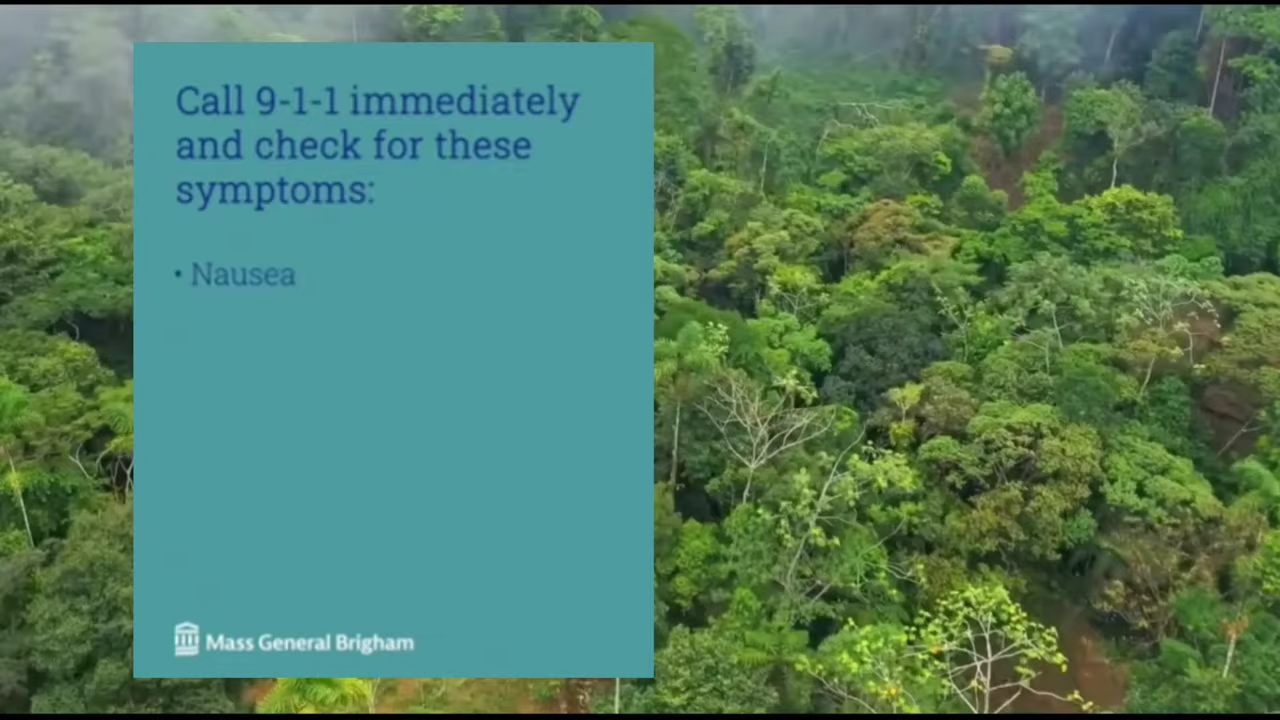 Call 9-1-1 immediately
and check for these
symptoms:
• Nausea
Mass General Brigham